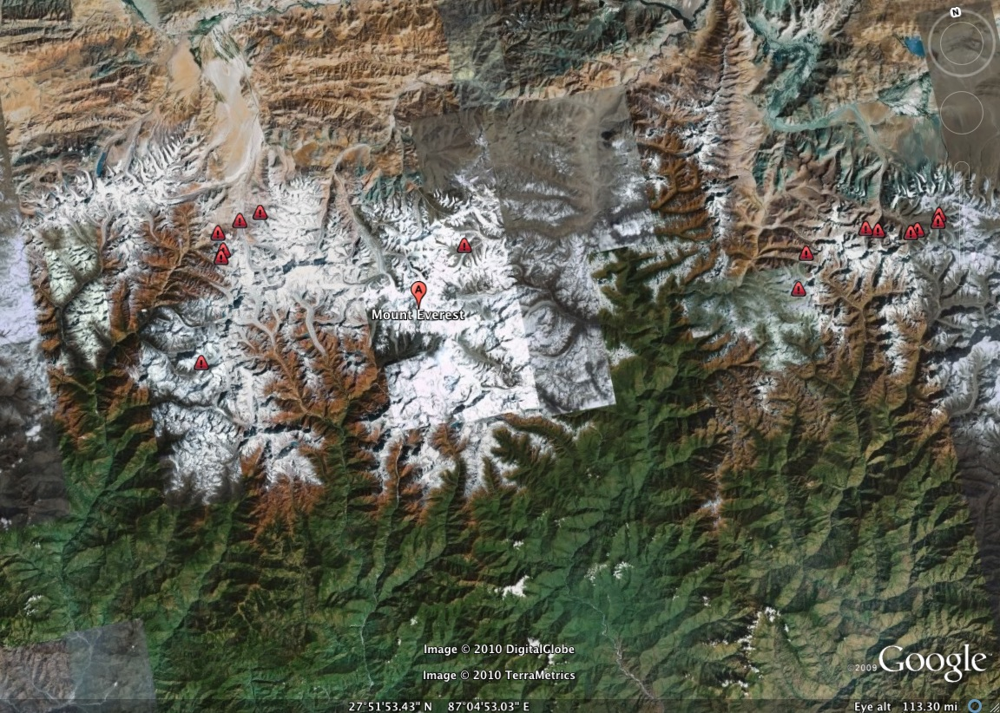 N
A
Mount Everest
Image © 2010 DigitalGlobe
Image © 2010 TerraMetrics
©2009 Google™
27°51'53.43" N 87°04'53.03" E
Eye alt 113.30 mi